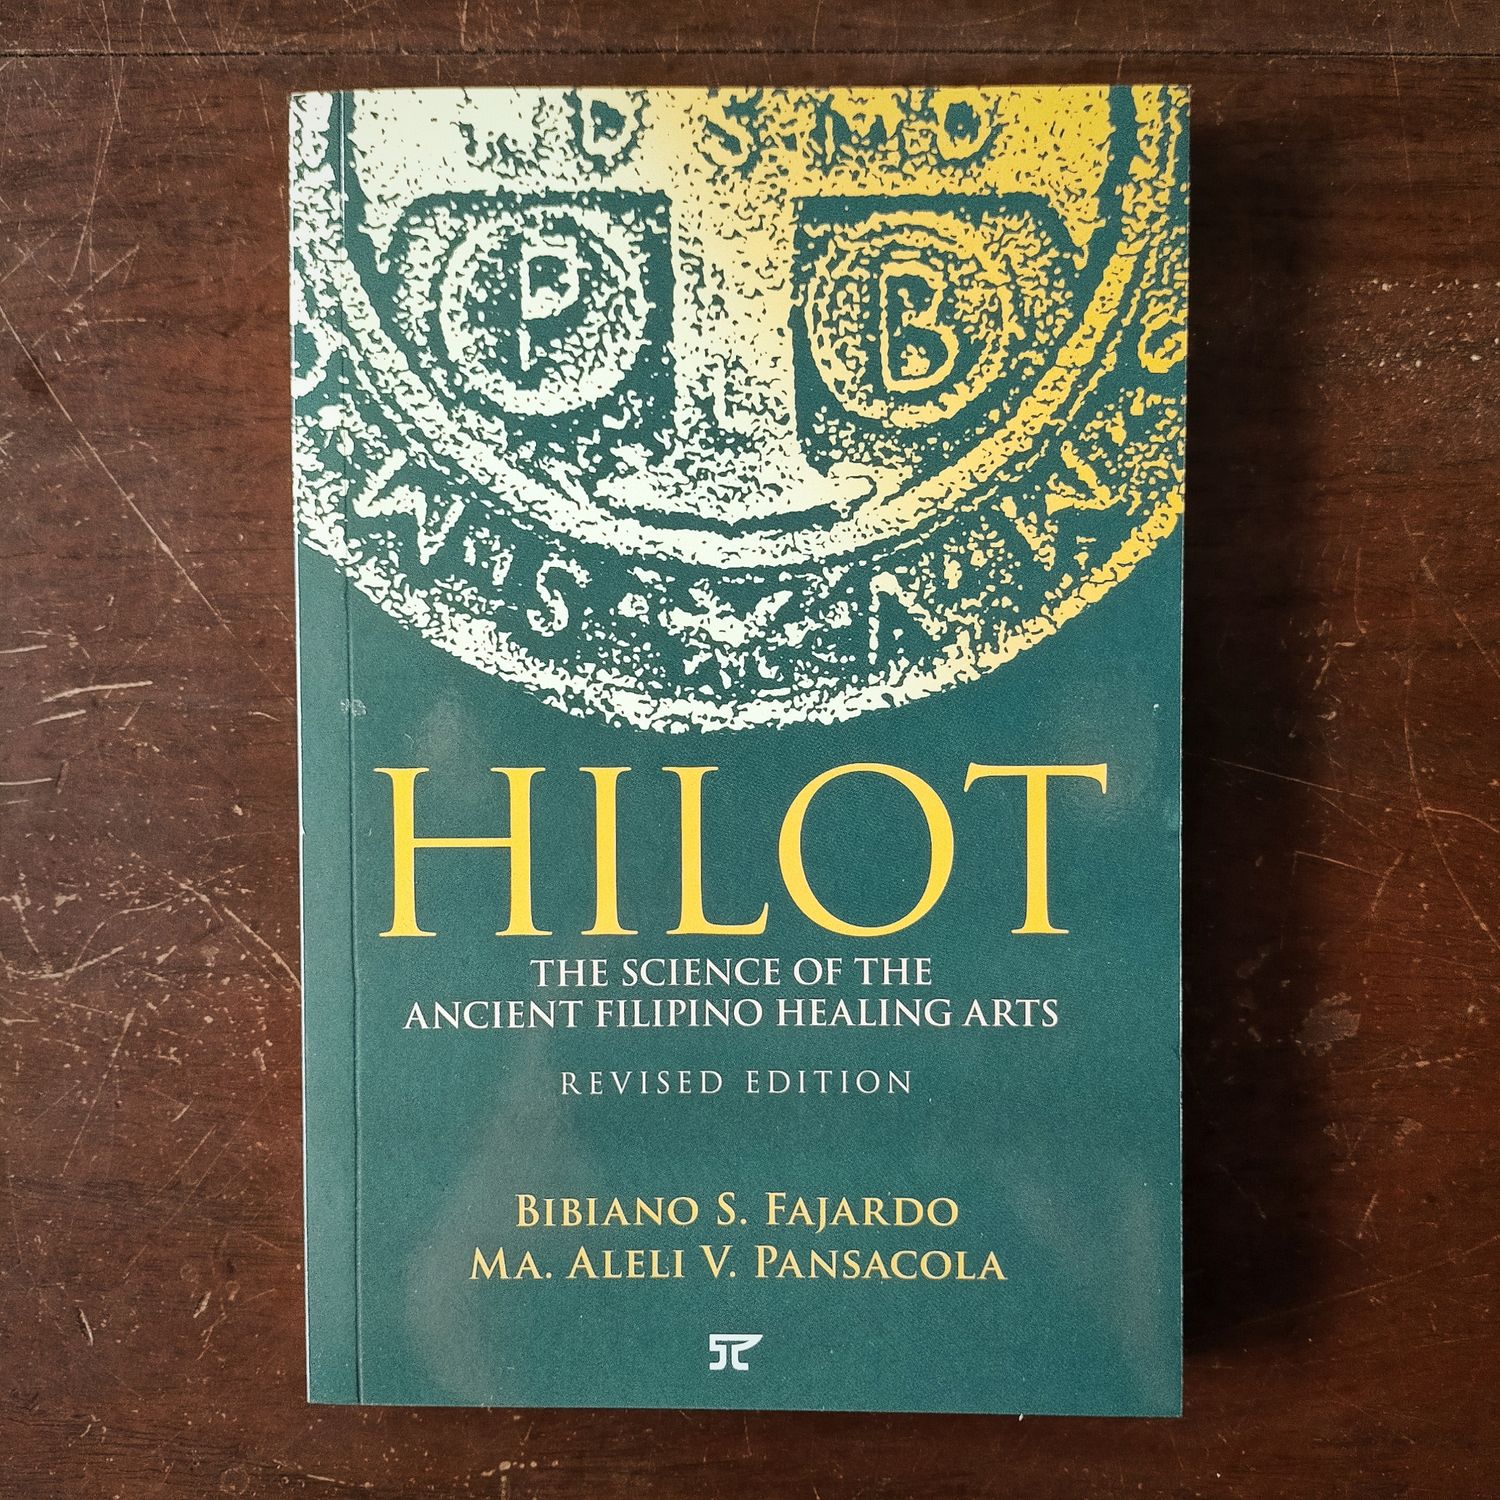 P B
HILOT
THE SCIENCE OF THE
ANCIENT FILIPINO HEALING ARTS
REVISED EDITION
BIBIANO S. FAJARDO
MA. ALELI V. PANSACOLA